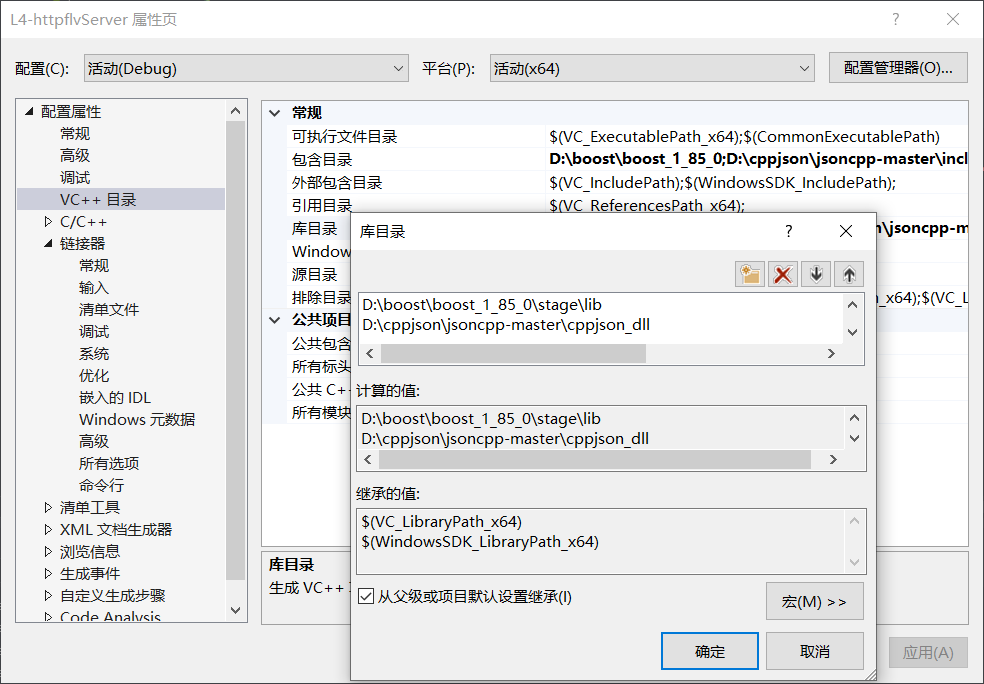 L4-httpflvServer 属性页
配置(C):
活动(Debug)
平台(P):
活动(x64)
配置管理器(O)...
配置属性
常规
高级
调试
VC++ 目录
C/C++
链接器
常规
输入
清单文件
调试
系统
优化
嵌入的 IDL
Windows 元数据
高级
所有选项
命令行
清单工具
XML 文档生成器
浏览信息
生成事件
自定义生成步骤
Code Analysis
常规
可执行文件目录 $(VC_ExecutablePath_x64);$(CommonExecutablePath)
包含目录 D:\boost\boost_1_85_0;D:\cppjson\jsoncpp-master\incl
外部包含目录 $(VC_IncludePath);$(WindowsSDK_IncludePath);
引用目录 $(VC_ReferencesPath_x64);
库目录 \jsoncpp-m
Window
源目录
排除目录 _x64);$(VC_L
公共项目
公共包含
所有标头
公共 C++
所有模块
库目录
生成 VC++
库目录
?
D:\boost\boost_1_85_0\stage\lib
D:\cppjson\jsoncpp-master\cppjson_dll
计算的值:
D:\boost\boost_1_85_0\stage\lib
D:\cppjson\jsoncpp-master\cppjson_dll
继承的值:
$(VC_LibraryPath_x64)
$(WindowsSDK_LibraryPath_x64)
从父级或项目默认设置继承(I)
宏(M) >>
确定
取消
应用(A)